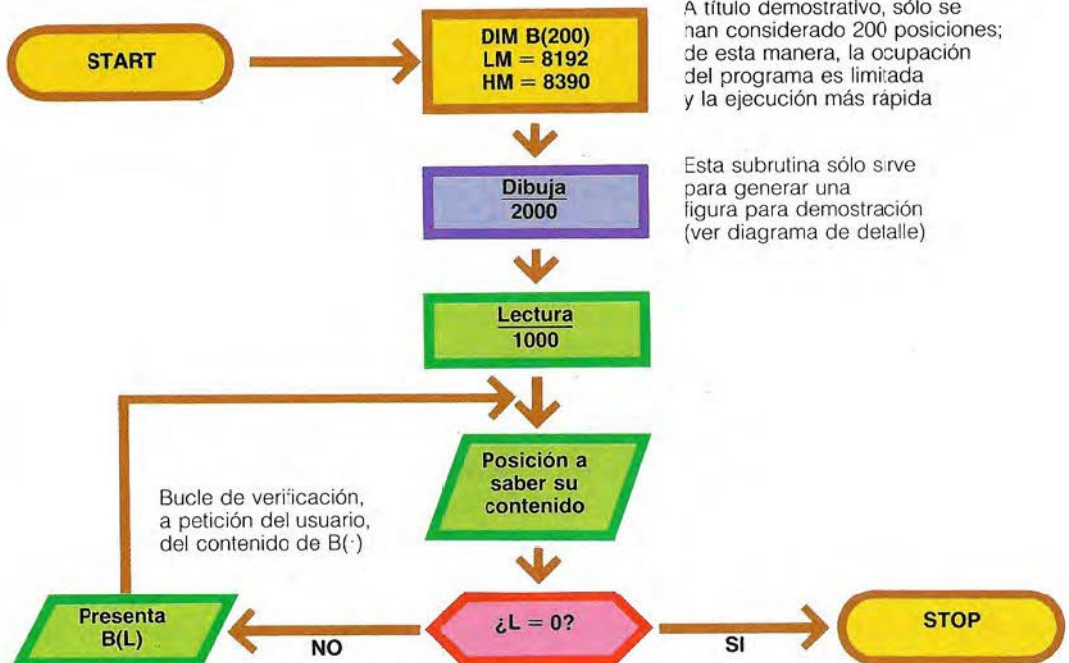 A título demostrativo, sólo se
han considerado 200 posiciones;
de esta manera, la ocupación
del programa es limitada
y la ejecución más rápida
START
DIM B(200)
LM = 8192
HM = 8390
Dibuja
2000
Esta subrutina sólo sirve
para generar una
figura para demostración
(ver diagrama de detalle)
Lectura
1000
Posición a
saber su
contenido
Bucle de verificación,
a petición del usuario,
del contenido de B(·)
Presenta
B(L)
NO
¿L = 0?
SI
STOP